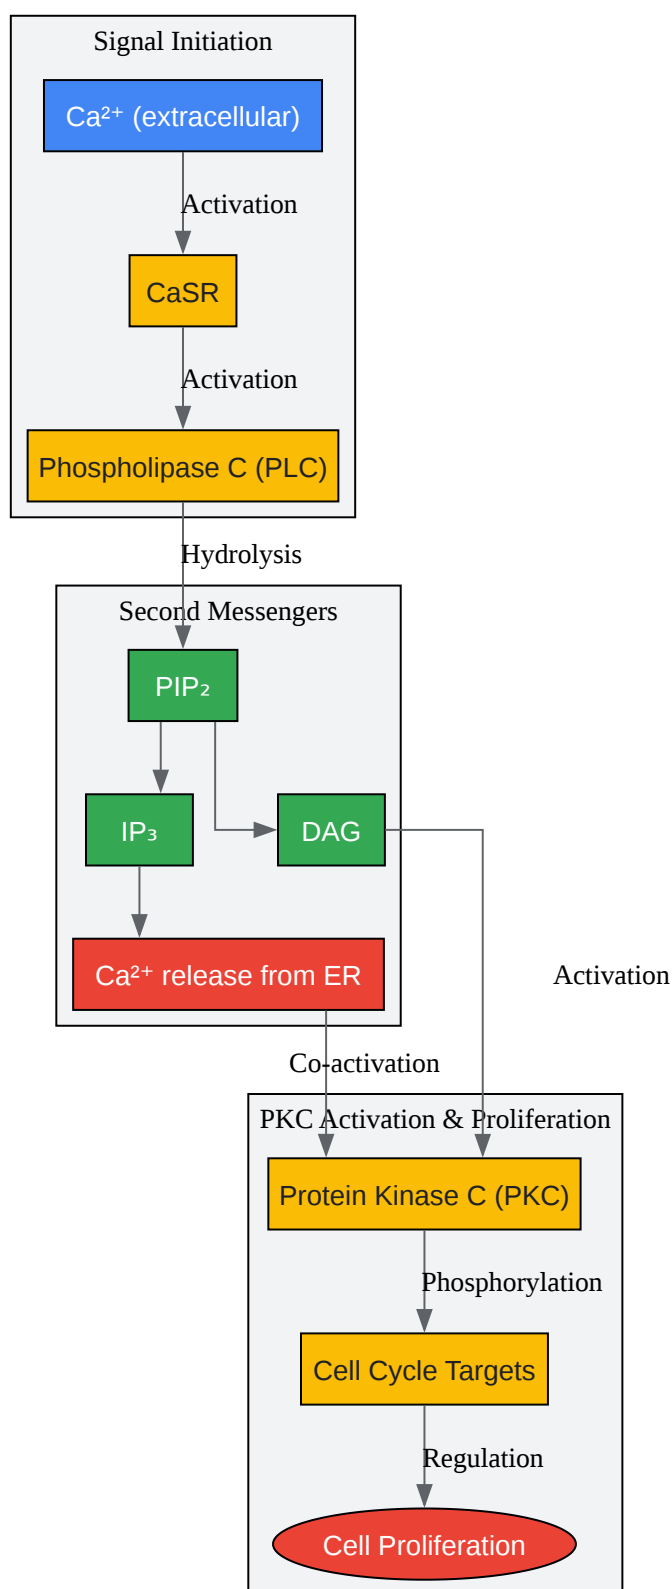 Signal Initiation
Ca²⁺ (extracellular)
Activation
CaSR
Activation
Phospholipase C (PLC)
Hydrolysis
Second Messengers
PIP₂
IP₃
DAG
Ca²⁺ release from ER
Activation
Co-activation
PKC Activation & Proliferation
Protein Kinase C (PKC)
Phosphorylation
Cell Cycle Targets
Regulation
Cell Proliferation